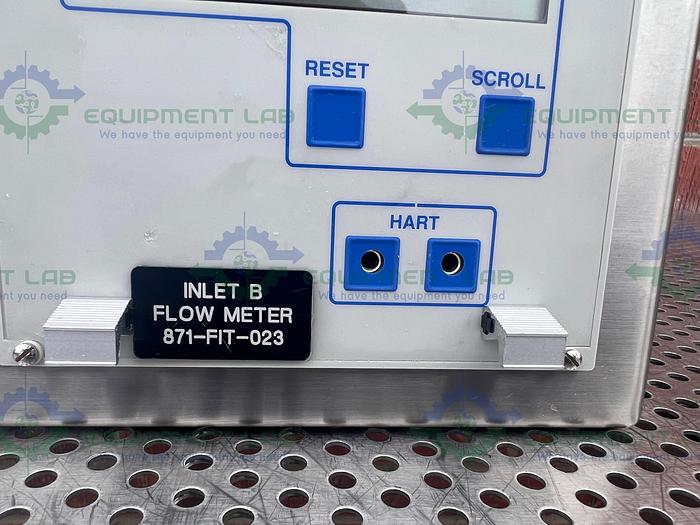 RESET
SCROLL
EQUIPMENT LAB
We have the equipment you need
HART
INLET B
FLOW METER
871-FIT-023